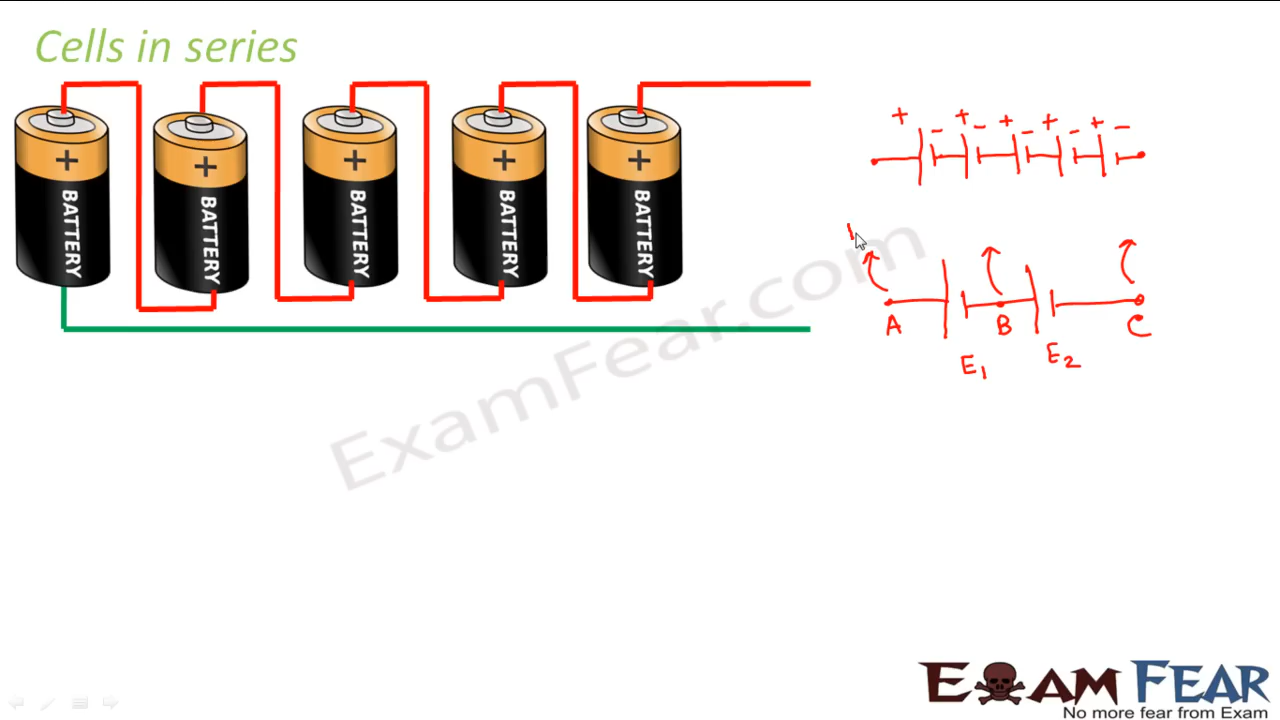 Cells in series
+ - + - + - + - + -
+ + + + +
BATTERY BATTERY BATTERY BATTERY BATTERY
A B C
E1 E2
ExamFear.com
EXAM FEAR
No more fear from Exam